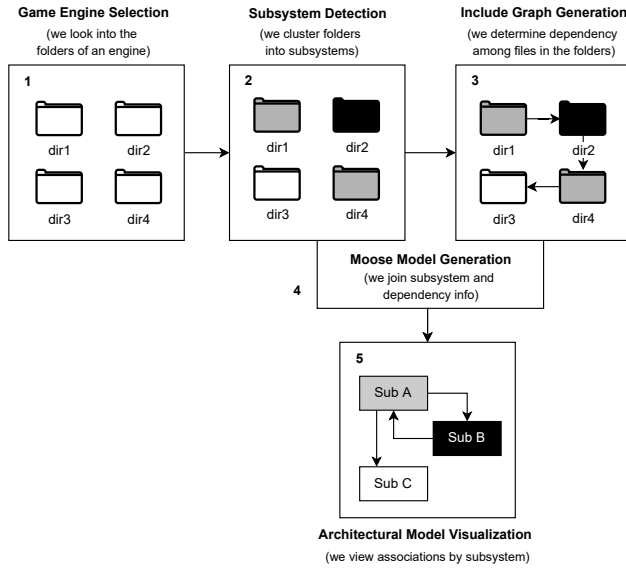 Game Engine Selection
(we look into the
folders of an engine)
Subsystem Detection
(we cluster folders
into subsystems)
Include Graph Generation
(we determine dependency
among files in the folders)
1
dir1
dir2
dir3
dir4
2
dir1
dir2
dir3
dir4
3
dir1
dir2
dir3
dir4
4
Moose Model Generation
(we join subsystem and
dependency info)
5
Sub A
Sub B
Sub C
Architectural Model Visualization
(we view associations by subsystem)